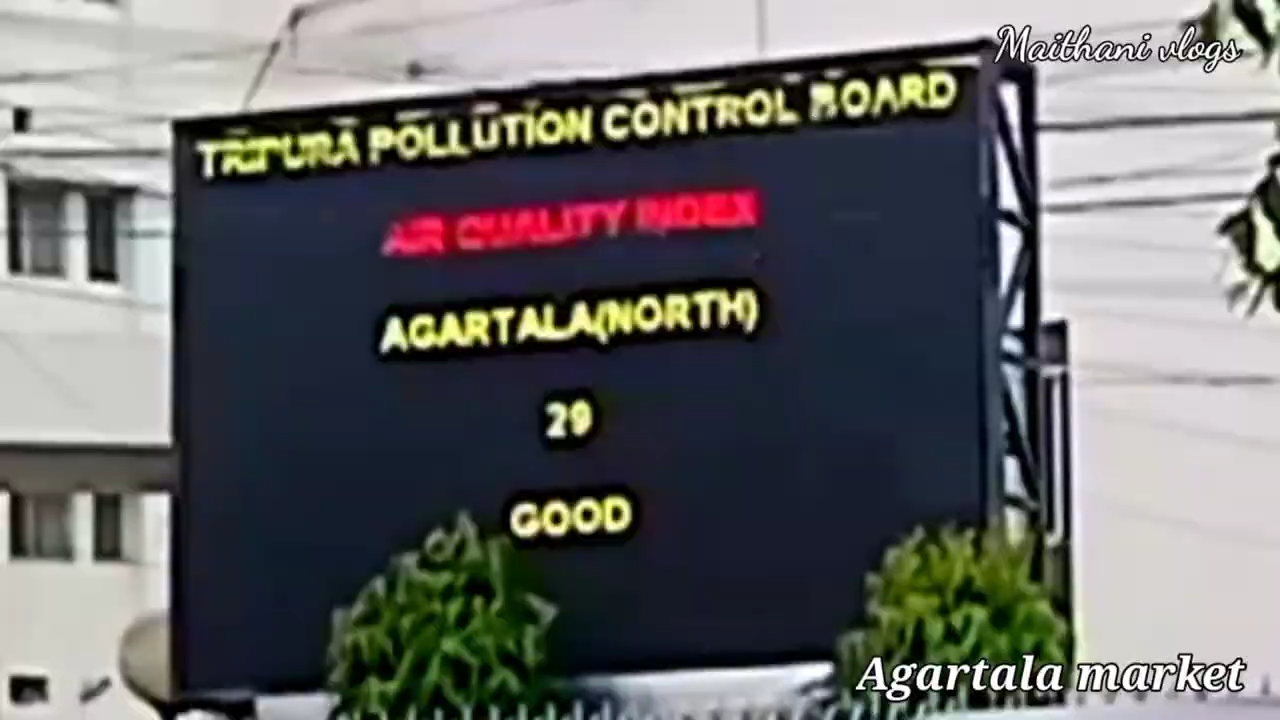 Maithani vlogs
TRIPURA POLLUTION CONTROL BOARD
AIR QUALITY INDEX
AGARTALA(NORTH)
29
GOOD
Agartala market